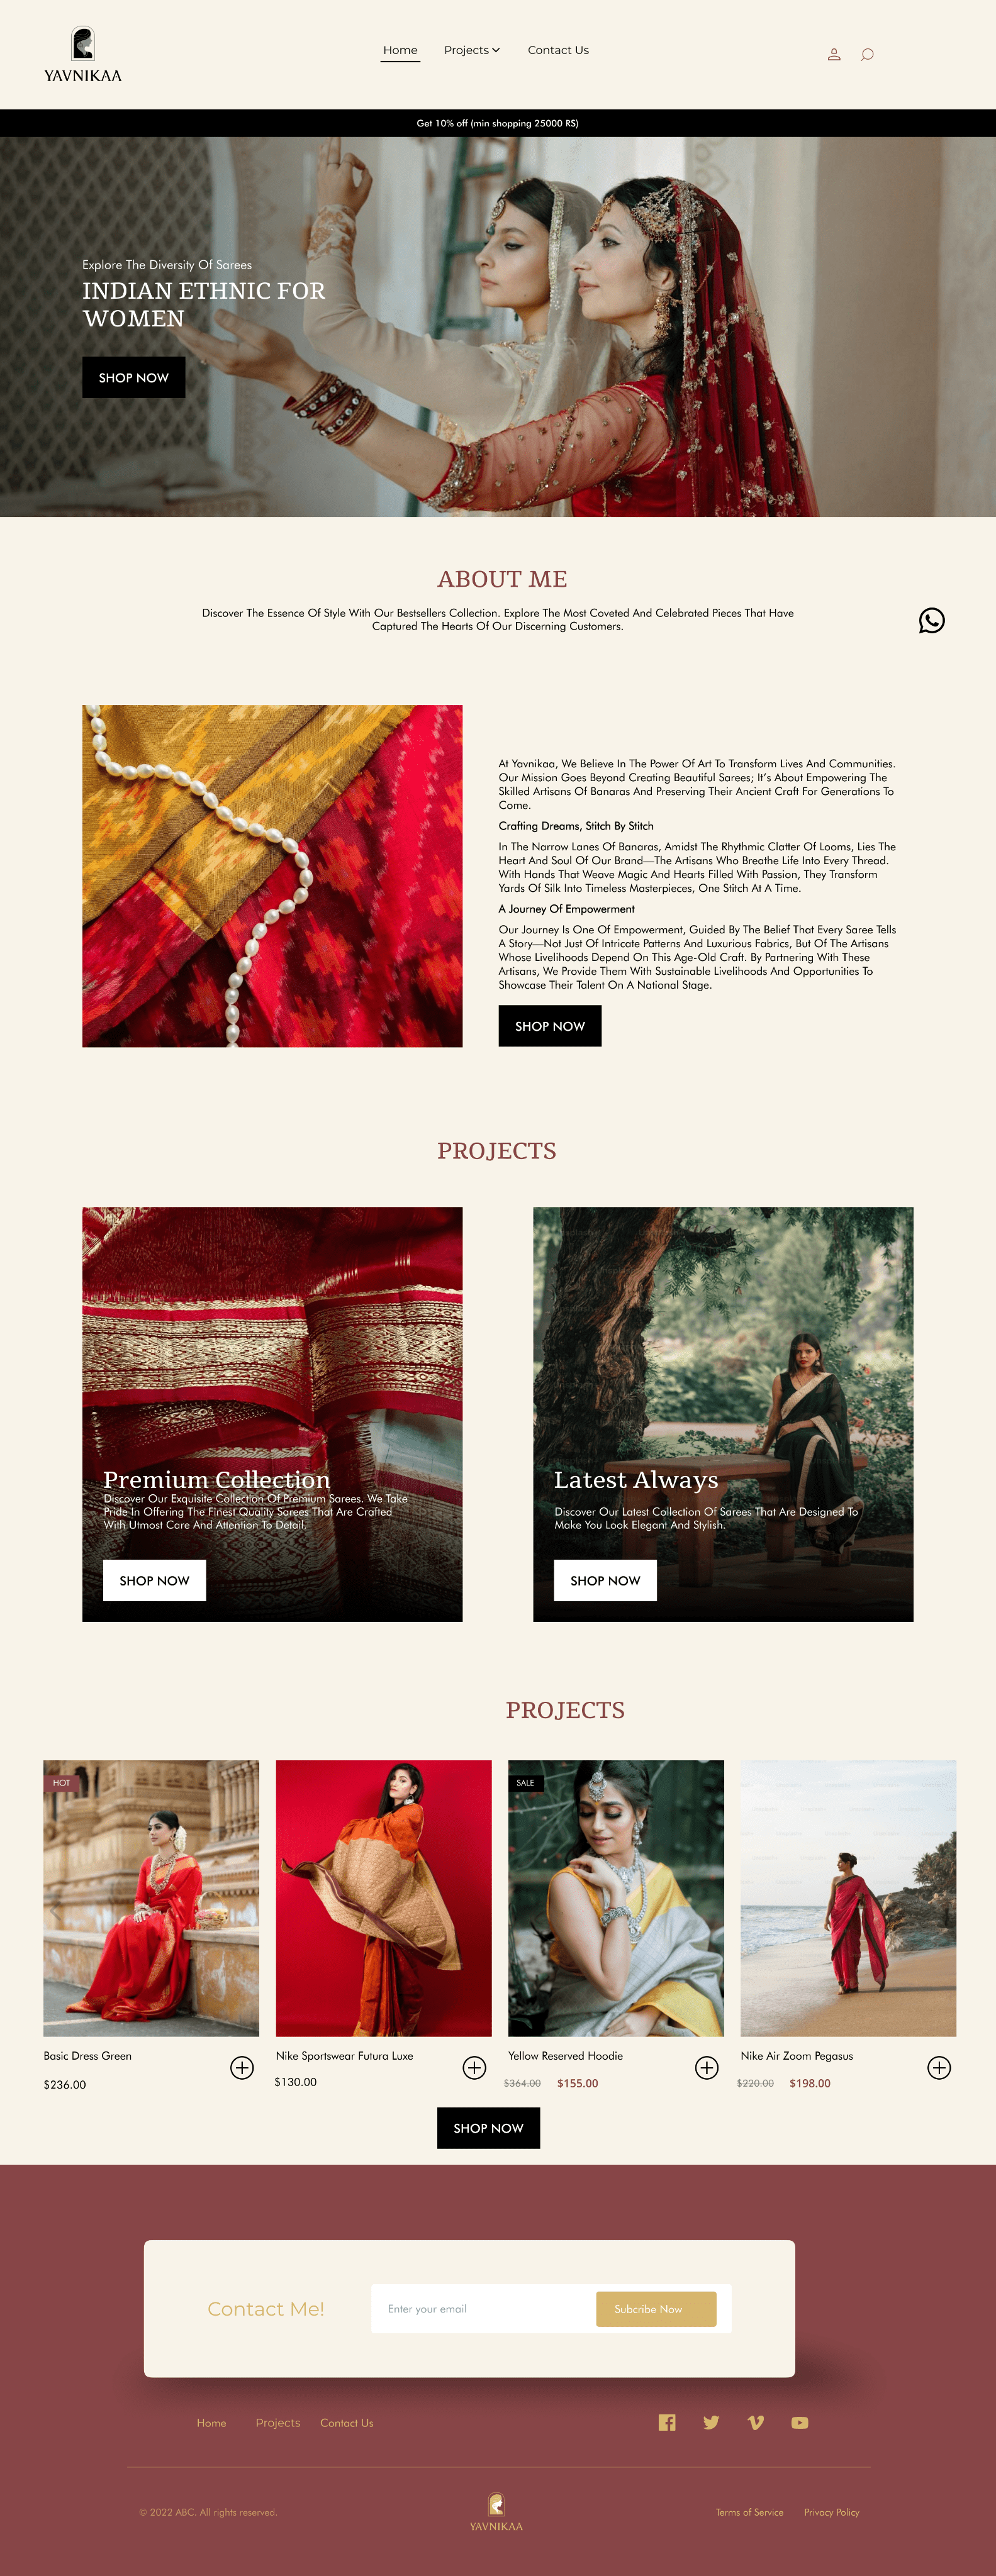 YAVNIKAA
Home Projects Contact Us
Get 10% off (min shopping 25000 RS)
Explore The Diversity Of Sarees
INDIAN ETHNIC FOR
WOMEN
SHOP NOW
ABOUT ME
Discover The Essence Of Style With Our Bestsellers Collection. Explore The Most Coveted And Celebrated Pieces That Have
Captured The Hearts Of Our Discerning Customers.
At Yavnikaa, We Believe In The Power Of Art To Transform Lives And Communities.
Our Mission Goes Beyond Creating Beautiful Sarees; It's About Empowering The
Skilled Artisans Of Banaras And Preserving Their Ancient Craft For Generations To
Come.
Crafting Dreams, Stitch By Stitch
In The Narrow Lanes Of Banaras, Amidst The Rhythmic Clatter Of Looms, Lies The
Heart And Soul Of Our Brand—The Artisans Who Breathe Life Into Every Thread.
With Hands That Weave Magic And Hearts Filled With Passion, They Transform
Yards Of Silk Into Timeless Masterpieces, One Stitch At A Time.
A Journey Of Empowerment
Our Journey Is One Of Empowerment, Guided By The Belief That Every Saree Tells
A Story—Not Just Of Intricate Patterns And Luxurious Fabrics, But Of The Artisans
Whose Livelihoods Depend On This Age-Old Craft. By Partnering With These
Artisans, We Provide Them With Sustainable Livelihoods And Opportunities To
Showcase Their Talent On A National Stage.
SHOP NOW
PROJECTS
Premium Collection
Discover Our Exquisite Collection Of Premium Sarees. We Take
Pride In Offering The Finest Quality Sarees That Are Crafted
With Utmost Care And Attention To Detail.
SHOP NOW
Latest Always
Discover Our Latest Collection Of Sarees That Are Designed To
Make You Look Elegant And Stylish.
SHOP NOW
PROJECTS
HOT
SALE
Basic Dress Green
$236.00
Nike Sportswear Futura Luxe
$130.00
Yellow Reserved Hoodie
$364.00 $155.00
Nike Air Zoom Pegasus
$220.00 $198.00
SHOP NOW
Contact Me!
Enter your email
Subcribe Now
Home Projects Contact Us
© 2022 ABC. All rights reserved.
YAVNIKAA
Terms of Service Privacy Policy